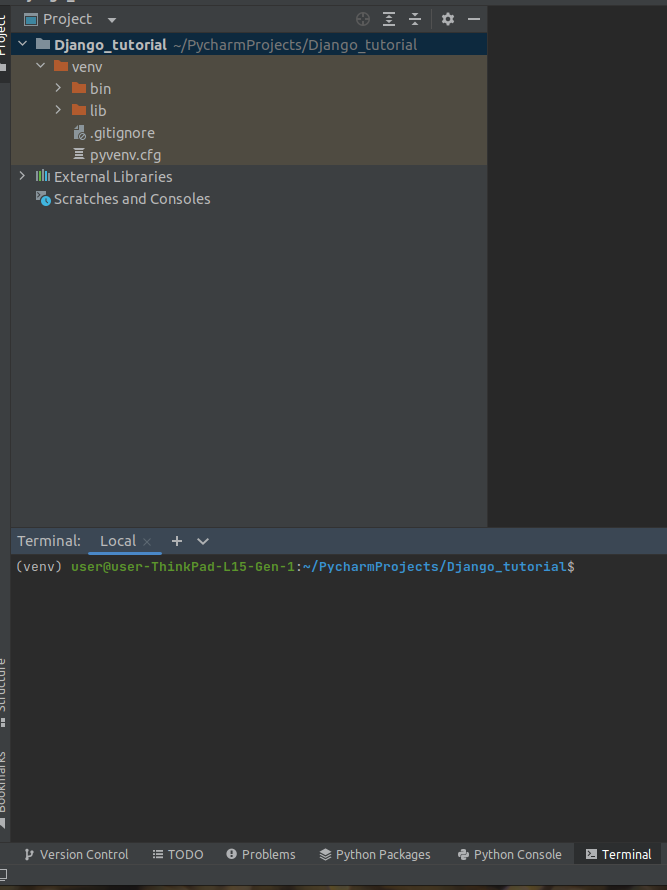 Project
Project
Django_tutorial ~/PycharmProjects/Django_tutorial
venv
bin
lib
.gitignore
pyvenv.cfg
External Libraries
Scratches and Consoles
Terminal: Local
(venv) user@user-ThinkPad-L15-Gen-1:~/PycharmProjects/Django_tutorial$
Structure
Bookmarks
Version Control TODO Problems Python Packages Python Console Terminal